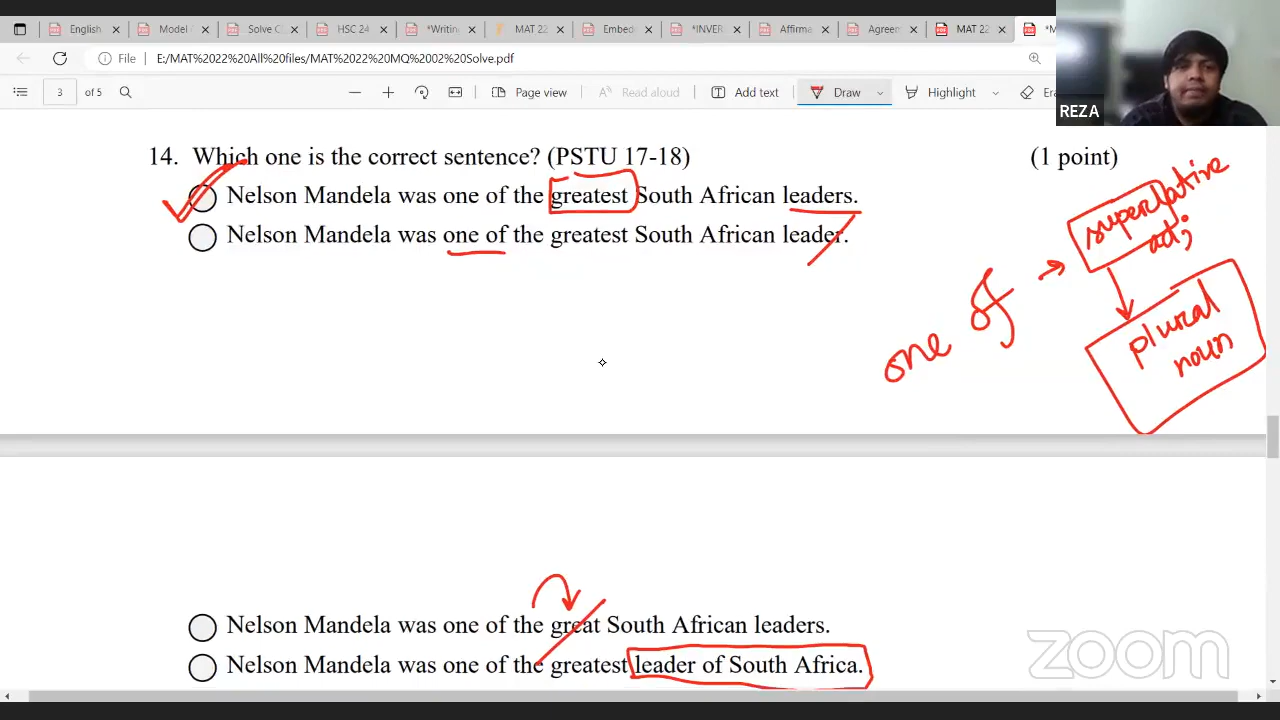 English
Model
Solve C
HSC 24
*Writin
MAT 22
Embed
*INVER
Affirma
Agreem
MAT 22
File
E:/MAT%2022%20All%20files/MAT%2022%20MQ%2002%20Solve.pdf
3
of 5
Page view
Read aloud
Add text
Draw
Highlight
Era
REZA
14. Which one is the correct sentence? (PSTU 17-18) (1 point)
Nelson Mandela was one of the greatest South African leaders.
Nelson Mandela was one of the greatest South African leader.
one of
superlative
adj
plural
noun
Nelson Mandela was one of the great South African leaders.
Nelson Mandela was one of the greatest leader of South Africa.
zoom